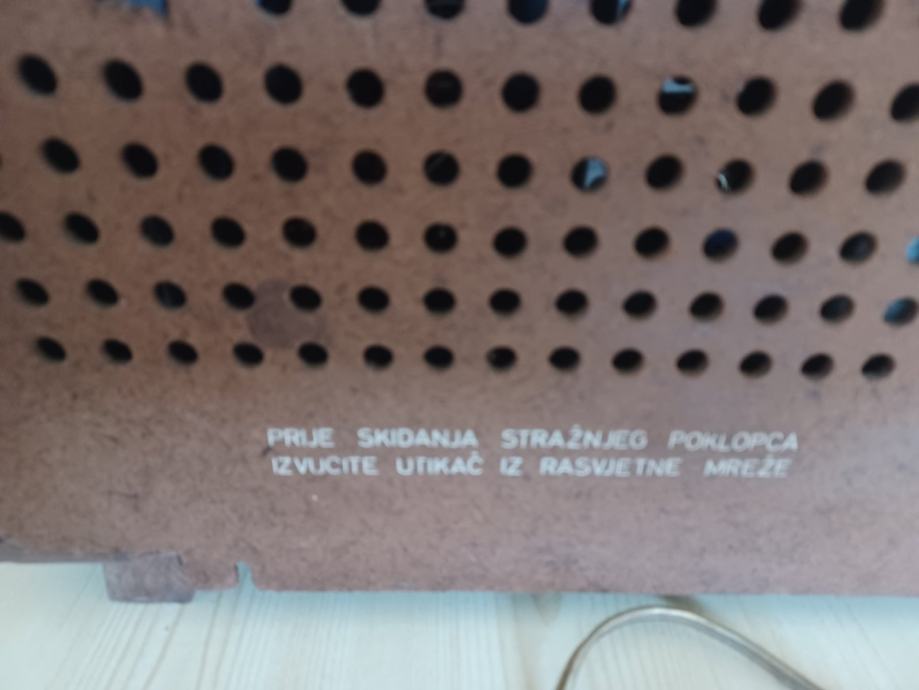 PRIJE SKIDANJA STRAŽNJEG POKLOPCA
IZVUCITE UTIKAČ IZ RASVJETNE MREŽE